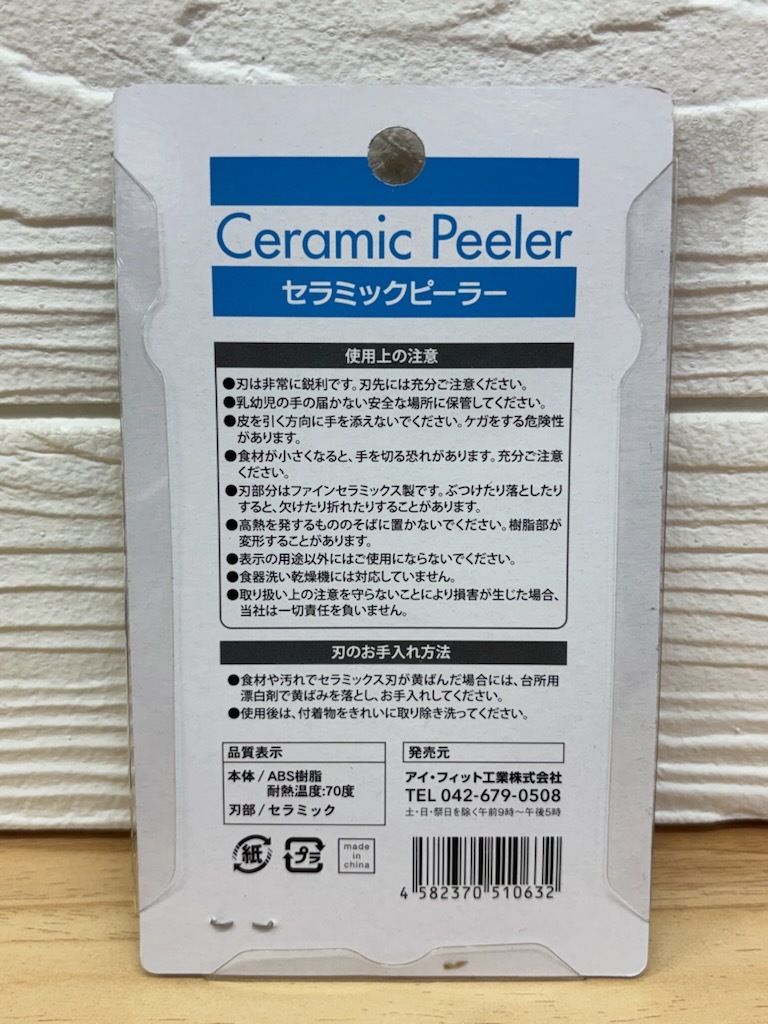 Ceramic Peeler
セラミックピーラー
使用上の注意
●刃は非常に鋭利です。刃先には充分ご注意ください。
●乳幼児の手の届かない安全な場所に保管してください。
●皮を引く方向に手を添えないでください。ケガをする危険性
があります。
●食材が小さくなると、手を切る恐れがあります。充分ご注意
ください。
●刃部分はファインセラミックス製です。ぶつけたり落としたり
すると、欠けたり折れたりすることがあります。
●高熱を発するもののそばに置かないでください。樹脂部が
変形することがあります。
●表示の用途以外にはご使用にならないでください。
●食器洗い乾燥機には対応していません。
●取り扱い上の注意を守らないことにより損害が生じた場合、
当社は一切責任を負いません。
刃のお手入れ方法
●食材や汚れでセラミックス刃が黄ばんだ場合には、台所用
漂白剤で黄ばみを落とし、お手入れしてください。
●使用後は、付着物をきれいに取り除き洗ってください。
品質表示
本体/ABS樹脂
耐熱温度:70度
刃部/セラミック
発売元
アイ・フィット工業株式会社
TEL 042-679-0508
土・日・祭日を除く午前9時～午後5時
紙
プラ
made
in
china
4 582370 510632